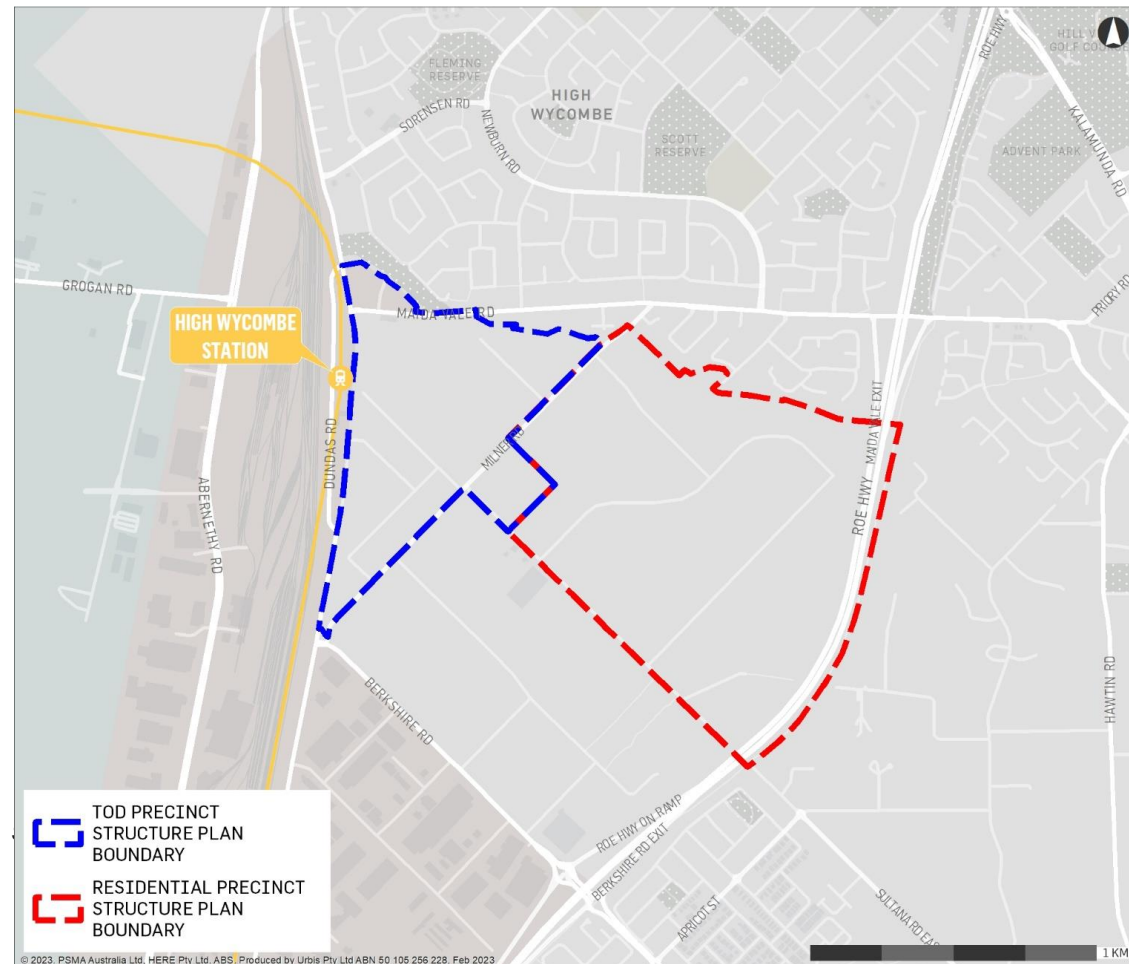 FLEMING
RESERVE
HIGH
WYCOMBE
SORENSEN RD
NEWBURN RD
SCOTT
RESERVE
ROE HWY
GOLF COURSE
KALAMUNDA RD
ADVENT PARK
GROGAN RD
MAIDA VALE RD
PRIORY RD
HIGH WYCOMBE
STATION
DUNDAS RD
MILNER RD
MAIDA VALE EXIT
ROE HWY
ABERNETHY RD
HAWTIN RD
BERKSHIRE RD
ROE HWY ON RAMP
BERKSHIRE RD EXIT
APRICOT ST
SULTANA RD EAST
TOD PRECINCT
STRUCTURE PLAN
BOUNDARY
RESIDENTIAL PRECINCT
STRUCTURE PLAN
BOUNDARY
1 KM
© 2023. PSMA Australia Ltd, HERE Pty Ltd. ABS. Produced by Urbis Pty Ltd ABN 50 105 256 228, Feb 2023